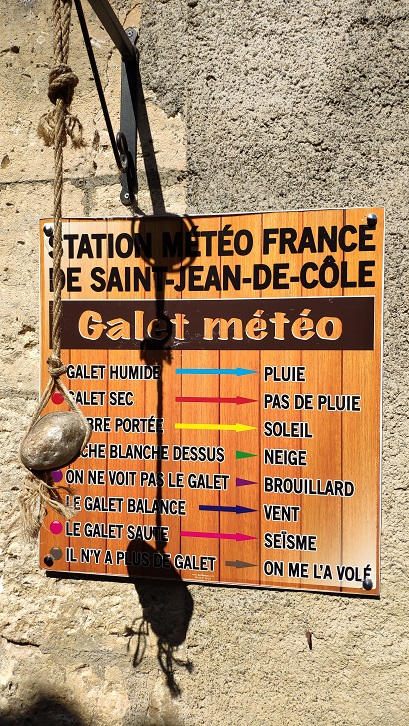 STATION MÉTÉO FRANCE
DE SAINT-JEAN-DE-CÔLE
Galet météo
GALET HUMIDE PLUIE
GALET SEC PAS DE PLUIE
BRE PORTÉE SOLEIL
CHE BLANCHE DESSUS NEIGE
ON NE VOIT PAS LE GALET BROUILLARD
LE GALET BALANCE VENT
LE GALET SAUTE SEÏSME
IL N'Y A PLUS DE GALET ON ME L'A VOLÉ